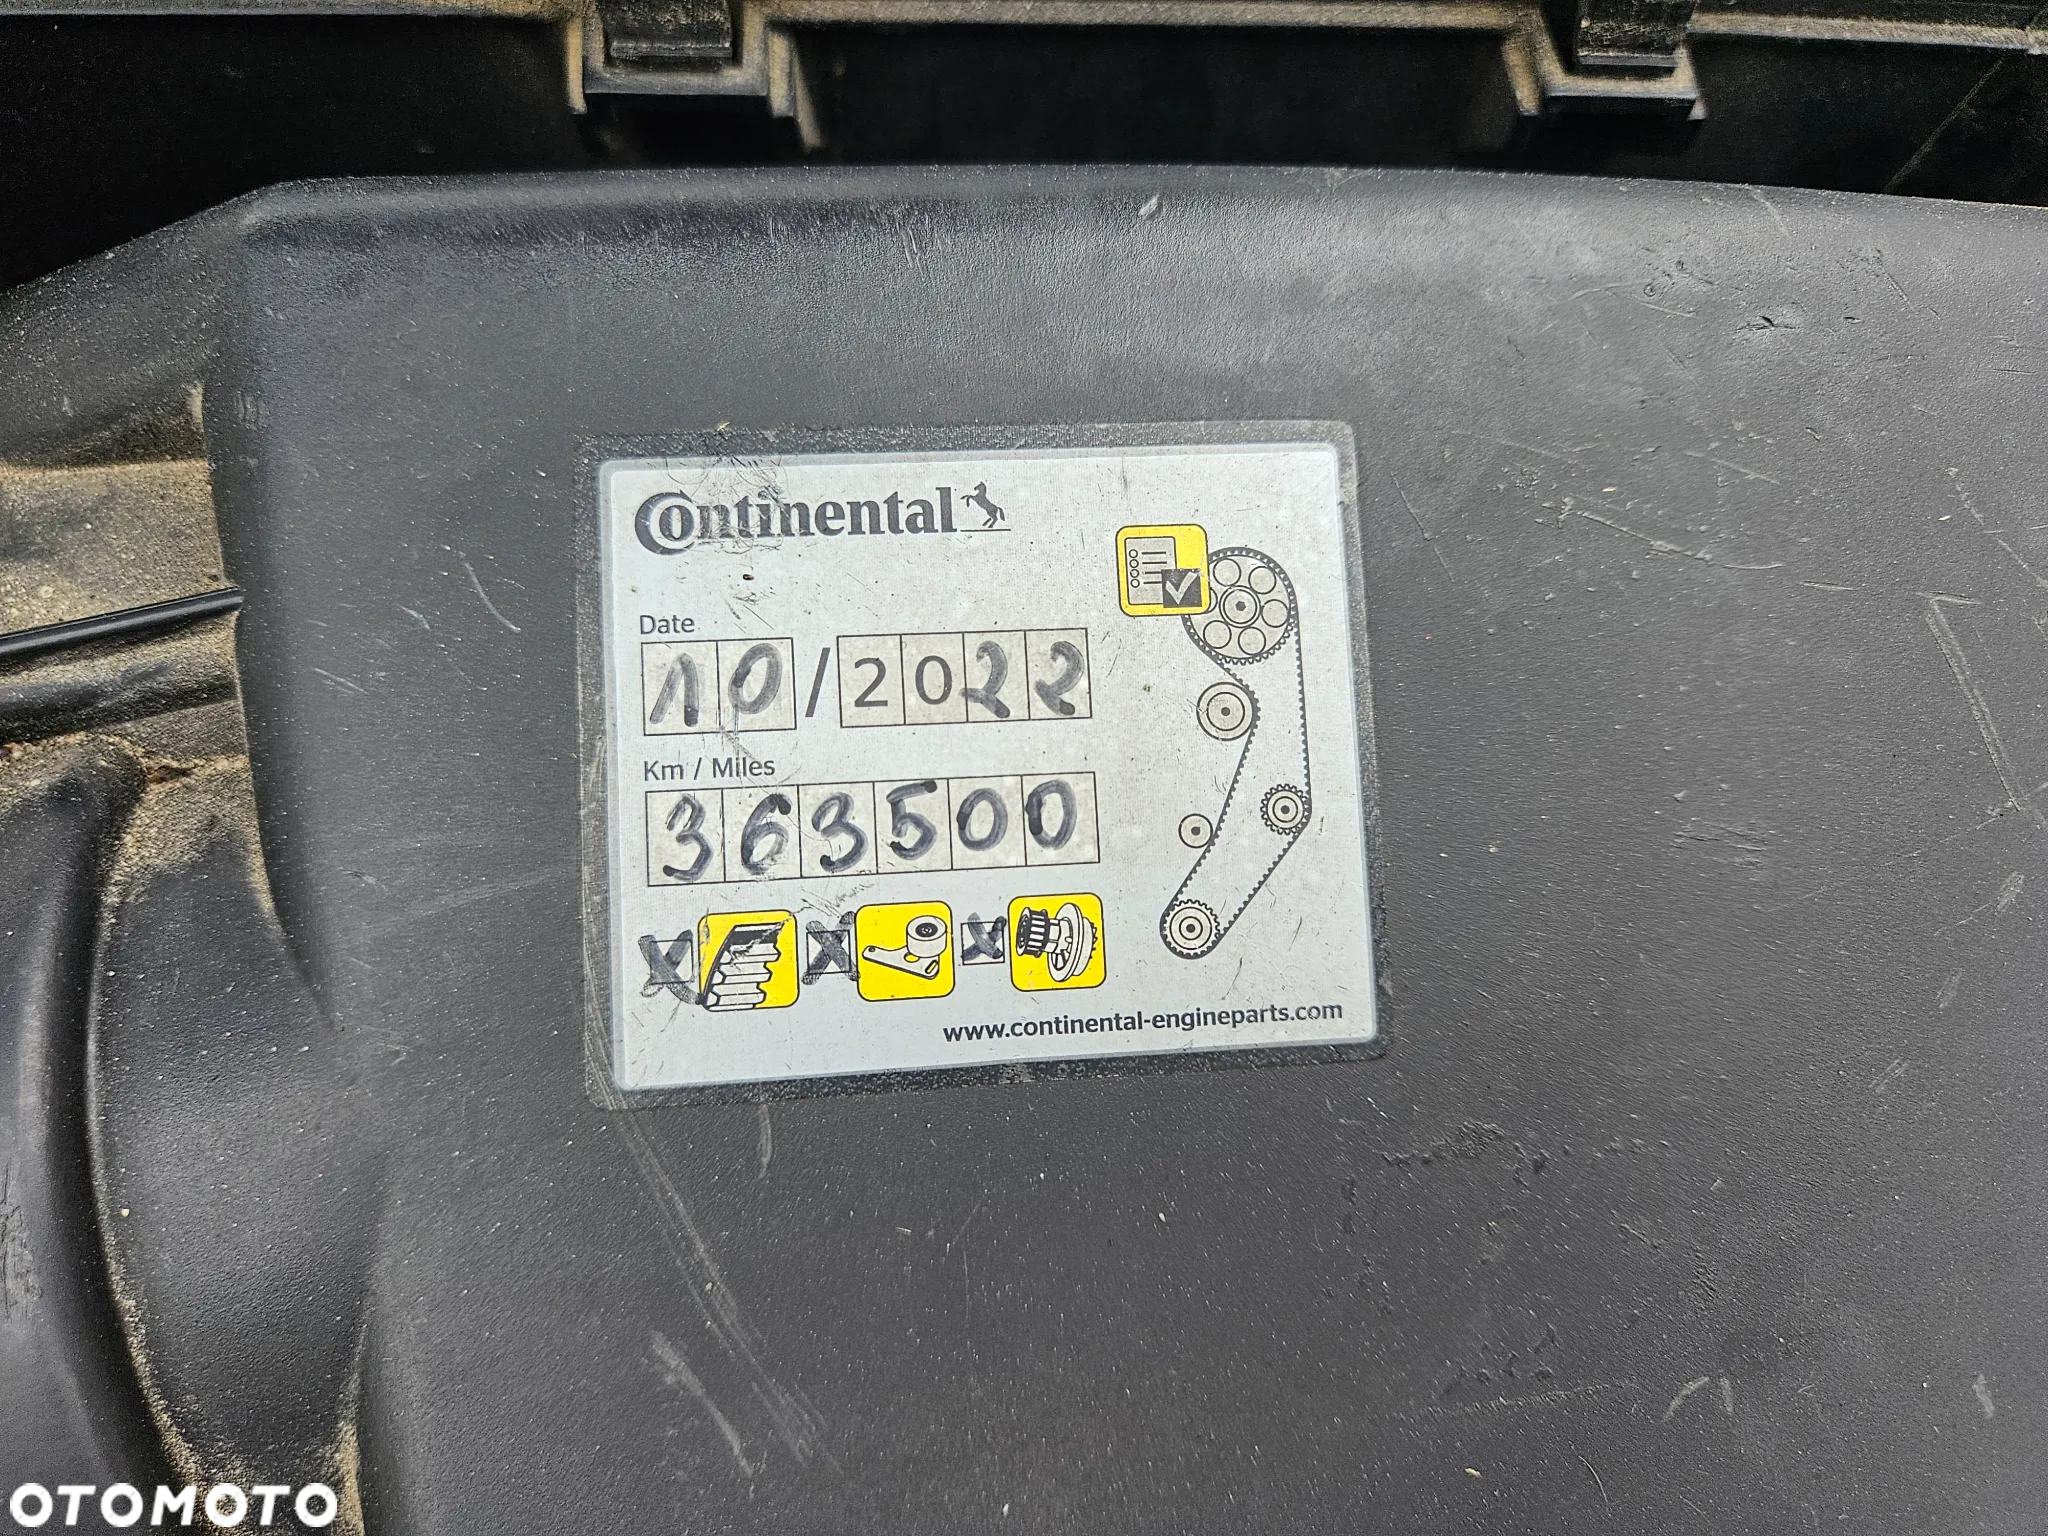 Continental
Date
10/2022
Km / Miles
363500
www.continental-engineparts.com
OTOMOTO